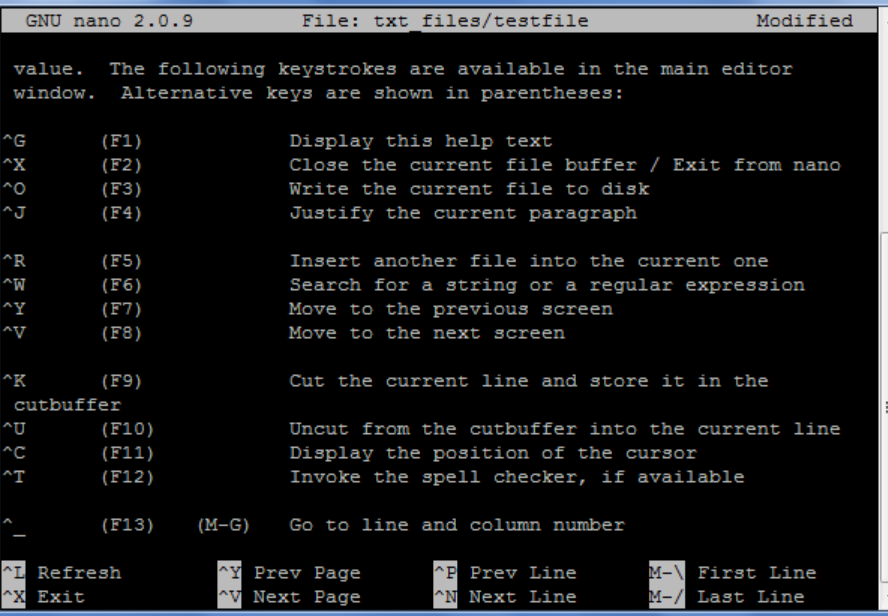 GNU nano 2.0.9 File: txt_files/testfile Modified
value. The following keystrokes are available in the main editor
window. Alternative keys are shown in parentheses:
^G (F1) Display this help text
^X (F2) Close the current file buffer / Exit from nano
^O (F3) Write the current file to disk
^J (F4) Justify the current paragraph
^R (F5) Insert another file into the current one
^W (F6) Search for a string or a regular expression
^Y (F7) Move to the previous screen
^V (F8) Move to the next screen
^K (F9) Cut the current line and store it in the
cutbuffer
^U (F10) Uncut from the cutbuffer into the current line
^C (F11) Display the position of the cursor
^T (F12) Invoke the spell checker, if available
^_ (F13) (M-G) Go to line and column number
^L Refresh ^Y Prev Page ^P Prev Line M-\ First Line
^X Exit ^V Next Page ^N Next Line M-/ Last Line